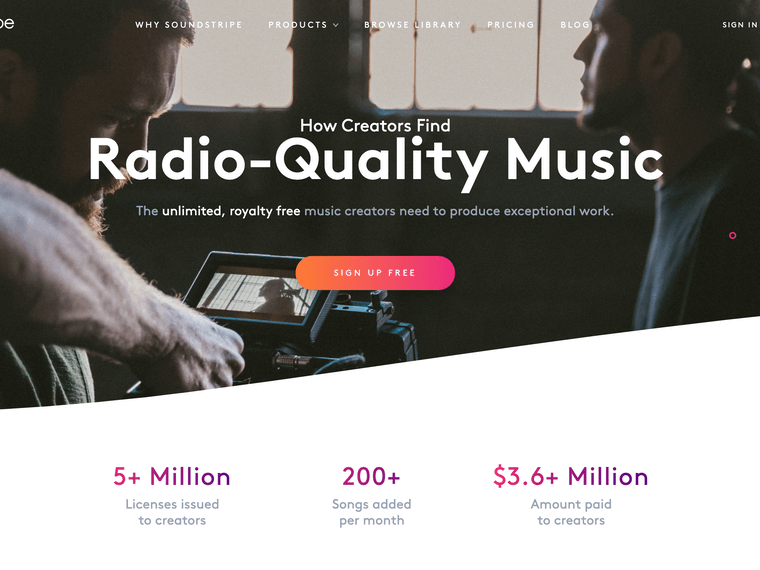 WHY SOUNDSTRIPE PRODUCTS BROWSE LIBRARY PRICING BLOG SIGN IN
How Creators Find
Radio-Quality Music
The unlimited, royalty free music creators need to produce exceptional work.
SIGN UP FREE
5+ Million 200+ $3.6+ Million
Licenses issued Songs added Amount paid
to creators per month to creators